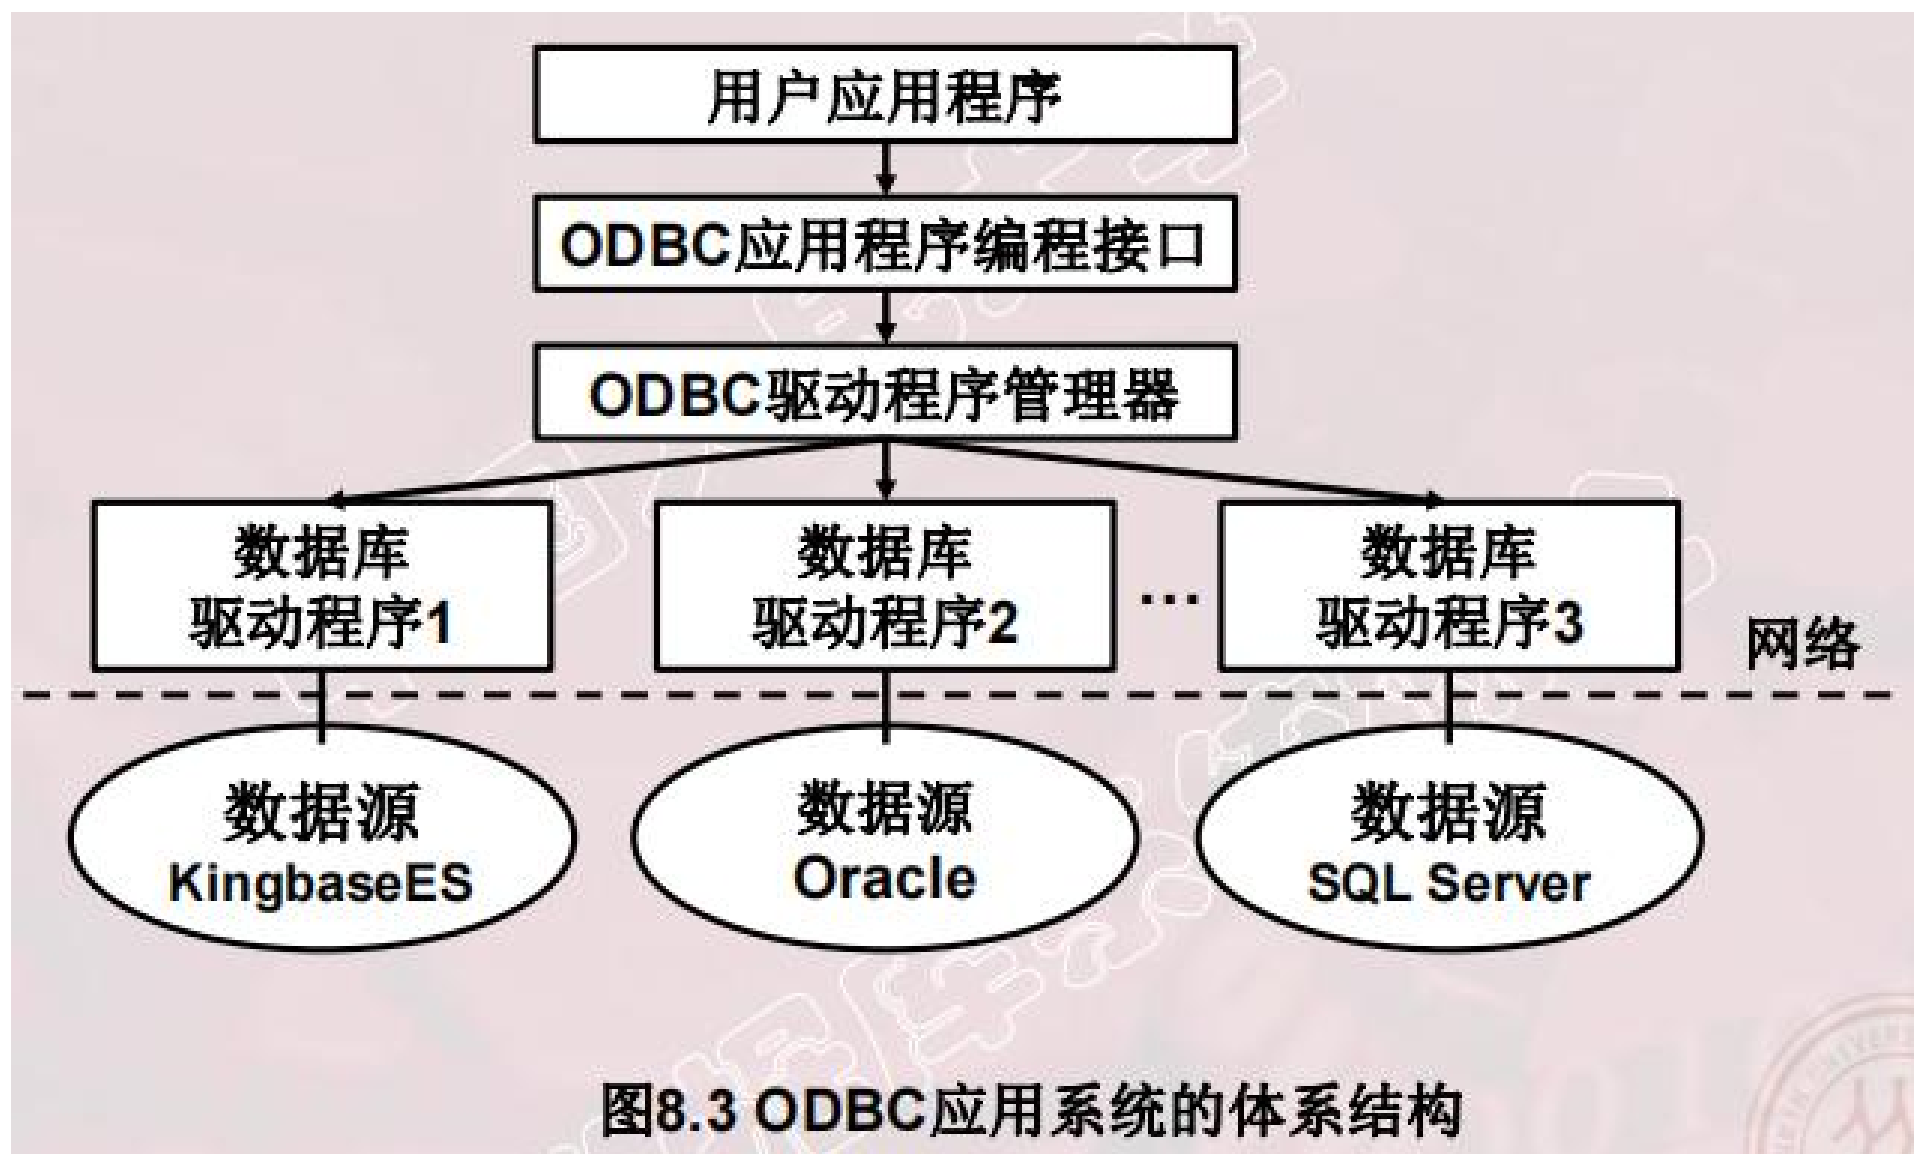 用户应用程序
ODBC应用程序编程接口
ODBC驱动程序管理器
数据库
驱动程序1
数据库
驱动程序2
...
数据库
驱动程序3
网络
数据源
KingbaseES
数据源
Oracle
数据源
SQL Server
图8.3 ODBC应用系统的体系结构